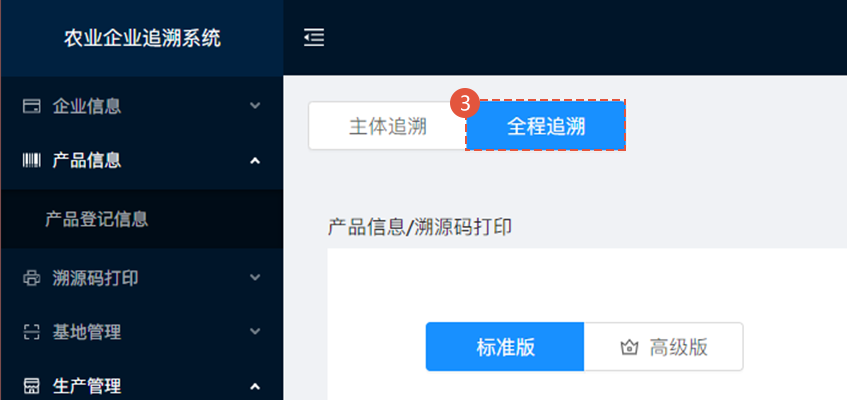 农业企业追溯系统
企业信息
产品信息
产品登记信息
溯源码打印
基地管理
生产管理
3
主体追溯
全程追溯
产品信息/溯源码打印
标准版
高级版